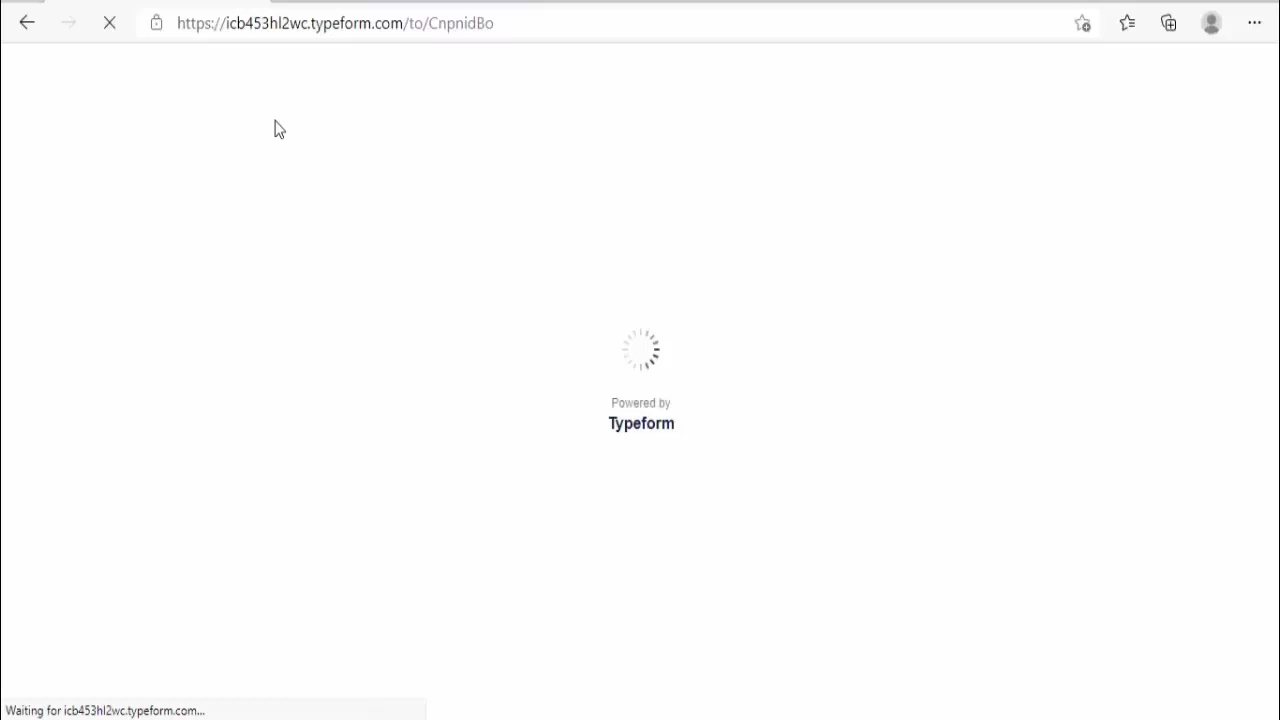 https://icb453hl2wc.typeform.com/to/CnpnidBo
Powered by
Typeform
Waiting for icb453hl2wc.typeform.com...